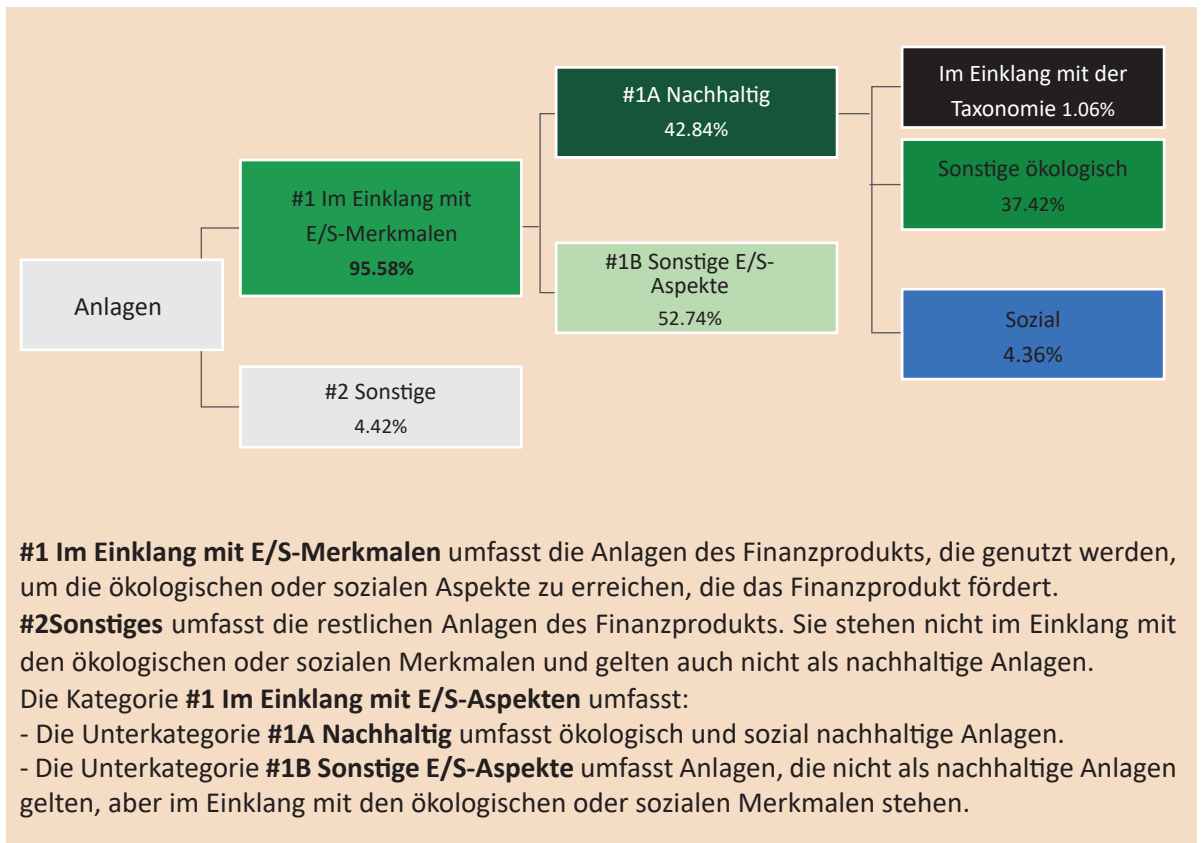 Anlagen
#1 Im Einklang mit
E/S-Merkmalen
95.58%
#2 Sonstige
4.42%
#1A Nachhaltig
42.84%
#1B Sonstige E/S-
Aspekte
52.74%
Im Einklang mit der
Taxonomie 1.06%
Sonstige ökologisch
37.42%
Sozial
4.36%
#1 Im Einklang mit E/S-Merkmalen umfasst die Anlagen des Finanzprodukts, die genutzt werden,
um die ökologischen oder sozialen Aspekte zu erreichen, die das Finanzprodukt fördert.
#2Sonstiges umfasst die restlichen Anlagen des Finanzprodukts. Sie stehen nicht im Einklang mit
den ökologischen oder sozialen Merkmalen und gelten auch nicht als nachhaltige Anlagen.
Die Kategorie #1 Im Einklang mit E/S-Aspekten umfasst:
- Die Unterkategorie #1A Nachhaltig umfasst ökologisch und sozial nachhaltige Anlagen.
- Die Unterkategorie #1B Sonstige E/S-Aspekte umfasst Anlagen, die nicht als nachhaltige Anlagen
gelten, aber im Einklang mit den ökologischen oder sozialen Merkmalen stehen.